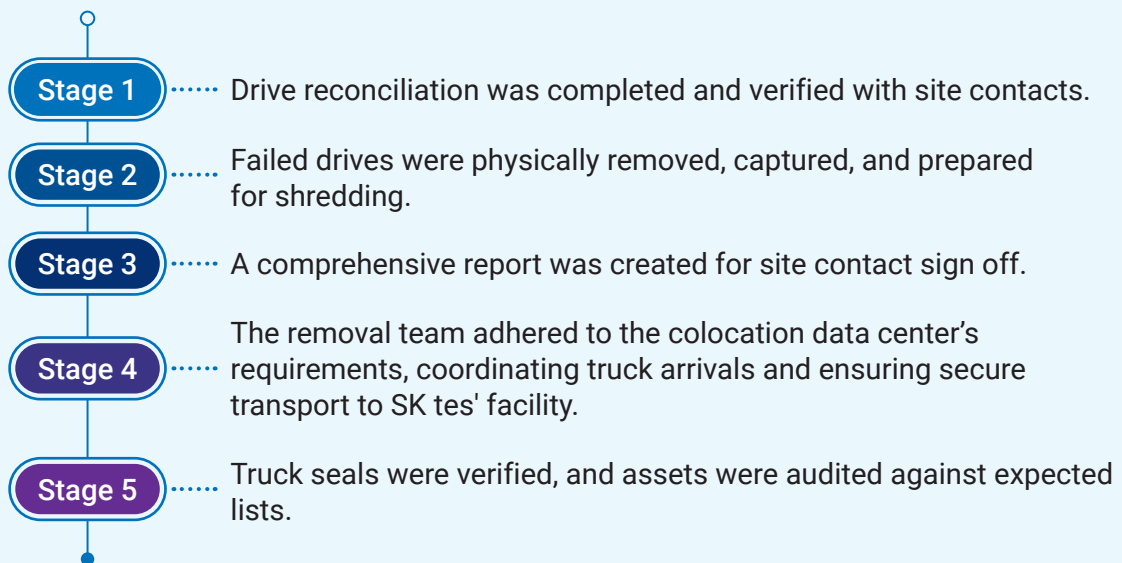 Stage 1
Drive reconciliation was completed and verified with site contacts.
Stage 2
Failed drives were physically removed, captured, and prepared
for shredding.
Stage 3
A comprehensive report was created for site contact sign off.
Stage 4
The removal team adhered to the colocation data center’s
requirements, coordinating truck arrivals and ensuring secure
transport to SK tes' facility.
Stage 5
Truck seals were verified, and assets were audited against expected
lists.